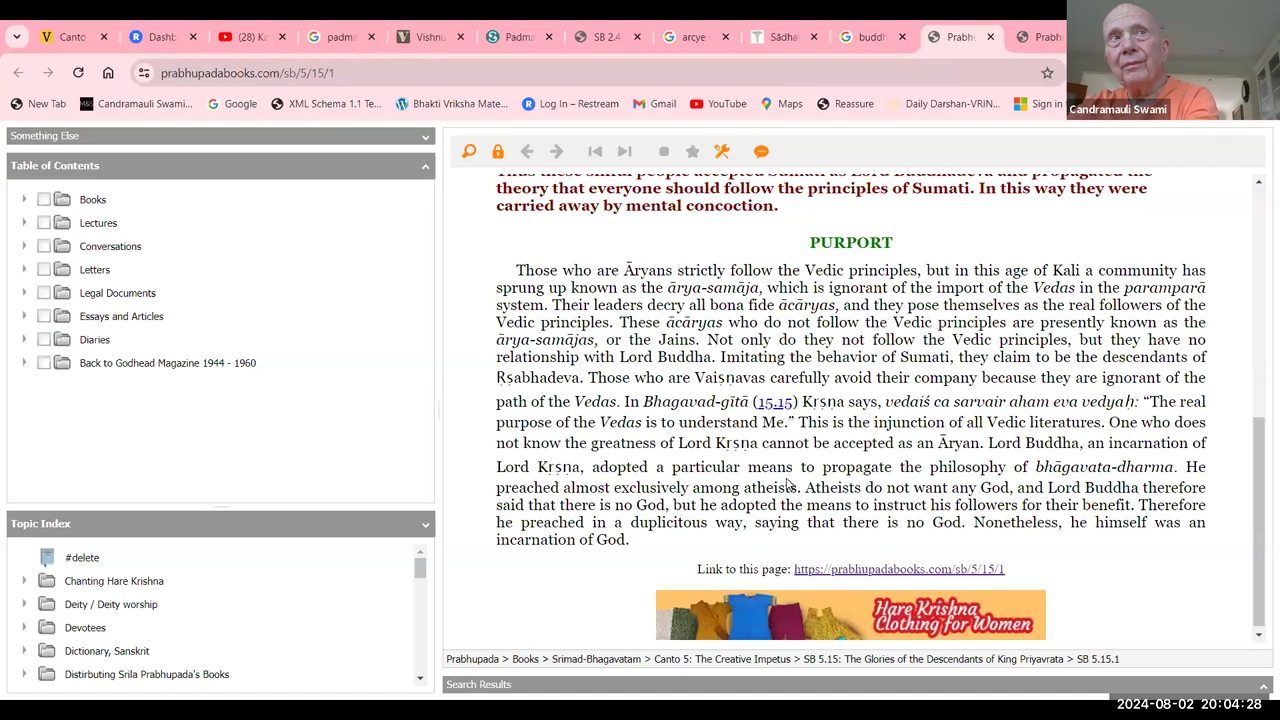 Canto
Dashb
(28) Ka
padma
Vishnu
Padma
SB 2.4.
arcye
Sādha
buddh
Prabhu
Prabh
prabhupadabooks.com/sb/5/15/1
Candramauli Swami
New Tab
Candramauli Swami...
Google
XML Schema 1.1 Te...
Bhakti Vriksha Mate...
Log In – Restream
Gmail
YouTube
Maps
Reassure
Daily Darshan-VRIN...
Sign in
Something Else
Table of Contents
Books
Lectures
Conversations
Letters
Legal Documents
Essays and Articles
Diaries
Back to Godhead Magazine 1944 - 1960
Topic Index
#delete
Chanting Hare Krishna
Deity / Deity worship
Devotees
Dictionary, Sanskrit
Distirbuting Srila Prabhupada's Books
Thus these sinful people accepted Sumati as Lord Buddhadeva and propagated the
theory that everyone should follow the principles of Sumati. In this way they were
carried away by mental concoction.
PURPORT
Those who are Āryans strictly follow the Vedic principles, but in this age of Kali a community has
sprung up known as the ārya-samāja, which is ignorant of the import of the Vedas in the paramparā
system. Their leaders decry all bona fide ācāryas, and they pose themselves as the real followers of the
Vedic principles. These ācāryas who do not follow the Vedic principles are presently known as the
ārya-samājas, or the Jains. Not only do they not follow the Vedic principles, but they have no
relationship with Lord Buddha. Imitating the behavior of Sumati, they claim to be the descendants of
Ṛṣabhadeva. Those who are Vaiṣṇavas carefully avoid their company because they are ignorant of the
path of the Vedas. In Bhagavad-gītā (15.15) Kṛṣṇa says, vedaiś ca sarvair aham eva vedyaḥ: “The real
purpose of the Vedas is to understand Me.” This is the injunction of all Vedic literatures. One who does
not know the greatness of Lord Kṛṣṇa cannot be accepted as an Āryan. Lord Buddha, an incarnation of
Lord Kṛṣṇa, adopted a particular means to propagate the philosophy of bhāgavata-dharma. He
preached almost exclusively among atheists. Atheists do not want any God, and Lord Buddha therefore
said that there is no God, but he adopted the means to instruct his followers for their benefit. Therefore
he preached in a duplicitous way, saying that there is no God. Nonetheless, he himself was an
incarnation of God.
Link to this page: https://prabhupadabooks.com/sb/5/15/1
Hare Krishna
Clothing for Women
Prabhupada > Books > Srimad-Bhagavatam > Canto 5: The Creative Impetus > SB 5.15: The Glories of the Descendants of King Priyavrata > SB 5.15.1
Search Results
2024-08-02 20:04:28